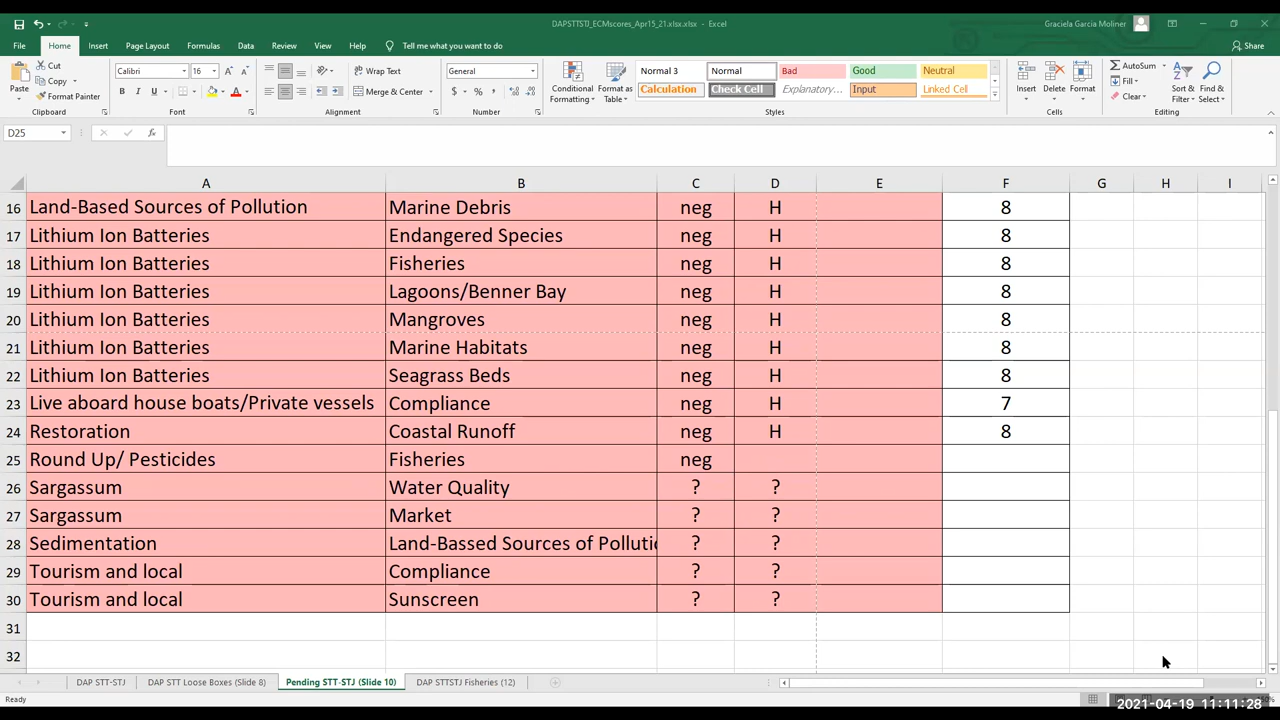 DAPSTTSTJ_ECMscores_Apr15_21.xlsx.xlsx - Excel
Graciela Garcia Moliner
File Home Insert Page Layout Formulas Data Review View Help Tell me what you want to do Share
Cut
Copy
Format Painter
Paste
Calibri 16
B I U
Wrap Text
Merge & Center
General
$ % ,
Conditional Formatting
Format as Table
Normal 3 Normal Bad Good Neutral
Calculation Check Cell Explanatory... Input Linked Cell
Insert Delete Format
AutoSum
Fill
Clear
Sort & Filter
Find & Select
Clipboard Font Alignment Number Styles Cells Editing
D25 fx
A B C D E F G H I
16 Land-Based Sources of Pollution Marine Debris neg H 8
17 Lithium Ion Batteries Endangered Species neg H 8
18 Lithium Ion Batteries Fisheries neg H 8
19 Lithium Ion Batteries Lagoons/Benner Bay neg H 8
20 Lithium Ion Batteries Mangroves neg H 8
21 Lithium Ion Batteries Marine Habitats neg H 8
22 Lithium Ion Batteries Seagrass Beds neg H 8
23 Live aboard house boats/Private vessels Compliance neg H 7
24 Restoration Coastal Runoff neg H 8
25 Round Up/ Pesticides Fisheries neg
26 Sargassum Water Quality ? ?
27 Sargassum Market ? ?
28 Sedimentation Land-Bassed Sources of Pollutio ? ?
29 Tourism and local Compliance ? ?
30 Tourism and local Sunscreen ? ?
31
32
DAP STT-STJ DAP STT Loose Boxes (Slide 8) Pending STT-STJ (Slide 10) DAP STTSTJ Fisheries (12)
Ready
2021-04-19 11:11:28